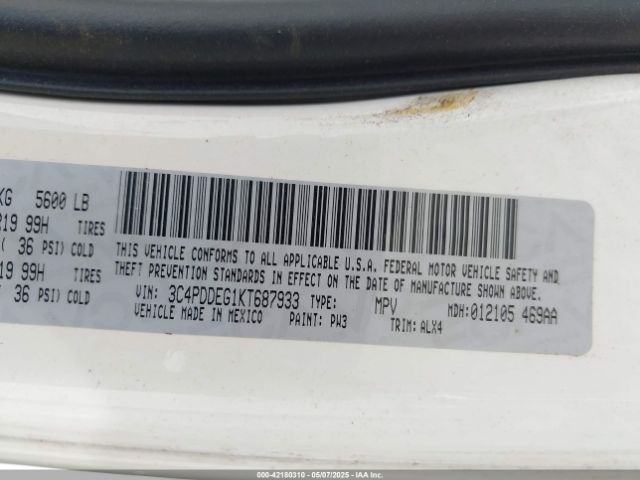 KG 5600 LB
219 99H TIRES
( 36 PSI) COLD
219 99H TIRES
36 PSI) COLD
THIS VEHICLE CONFORMS TO ALL APPLICABLE U.S.A. FEDERAL MOTOR VEHICLE SAFETY AND
THEFT PREVENTION STANDARDS IN EFFECT ON THE DATE OF MANUFACTURE SHOWN ABOVE.
VIN: 3C4PDDEG1KT687933 TYPE: MPV MDH: 012105 469AA
VEHICLE MADE IN MEXICO PAINT: PW3 TRIM: ALX4
000-42180310 - 05/07/2025 - IAA Inc.